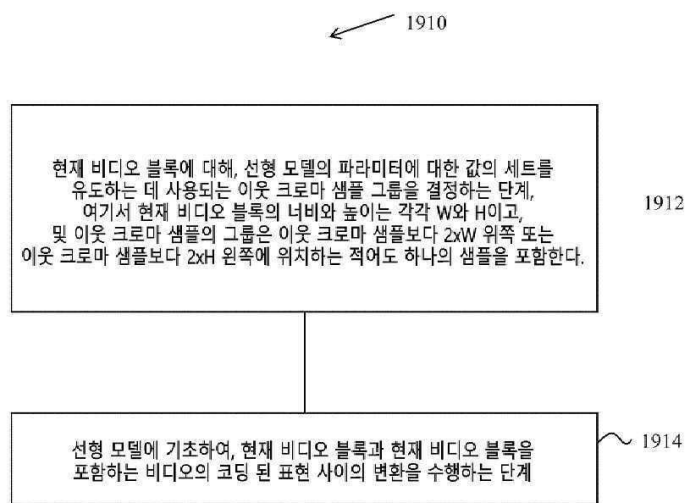 1910
현재 비디오 블록에 대해, 선형 모델의 파라미터에 대한 값의 세트를
유도하는 데 사용되는 이웃 크로마 샘플 그룹을 결정하는 단계,
여기서 현재 비디오 블록의 너비와 높이는 각각 W와 H이고,
및 이웃 크로마 샘플의 그룹은 이웃 크로마 샘플보다 2xW 위쪽 또는
이웃 크로마 샘플보다 2xH 왼쪽에 위치하는 적어도 하나의 샘플을 포함한다.
1912
선형 모델에 기초하여, 현재 비디오 블록과 현재 비디오 블록을
포함하는 비디오의 코딩 된 표현 사이의 변환을 수행하는 단계
1914